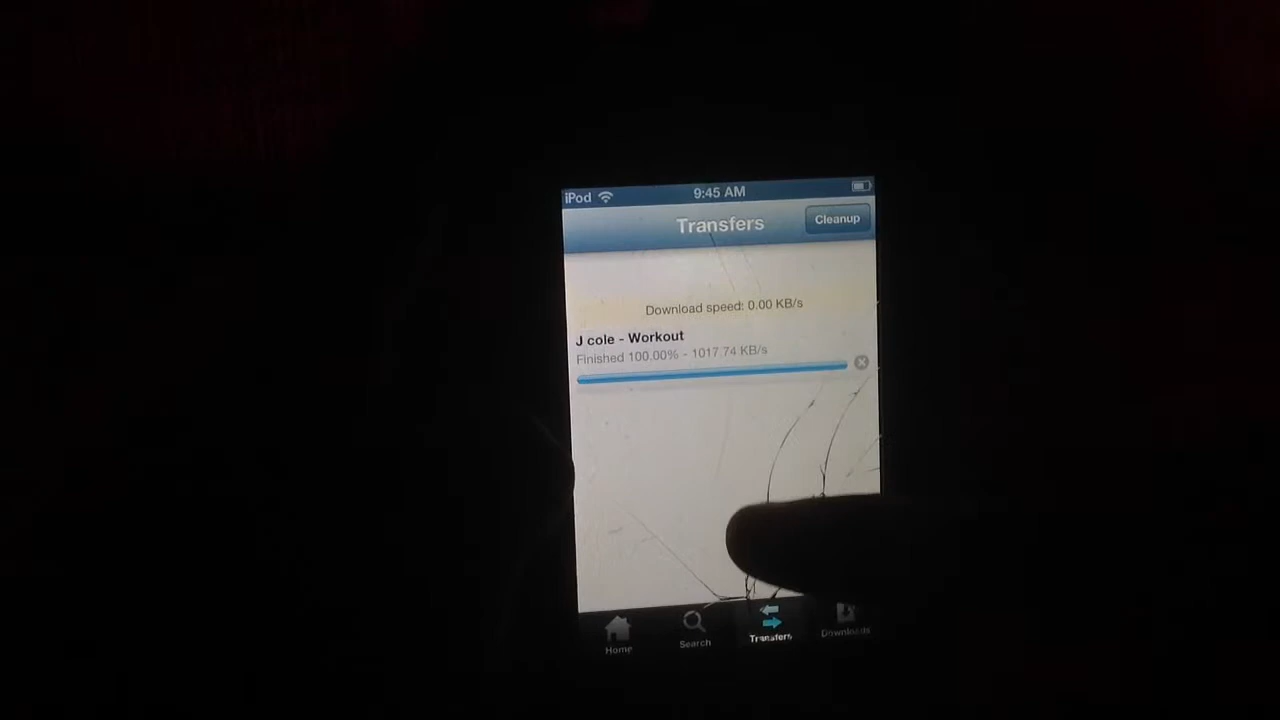 iPod 9:45 AM
Transfers Cleanup
Download speed: 0.00 KB/s
J cole - Workout
Finished 100.00% - 1017.74 KB/s
Home Search Transfers Downloads